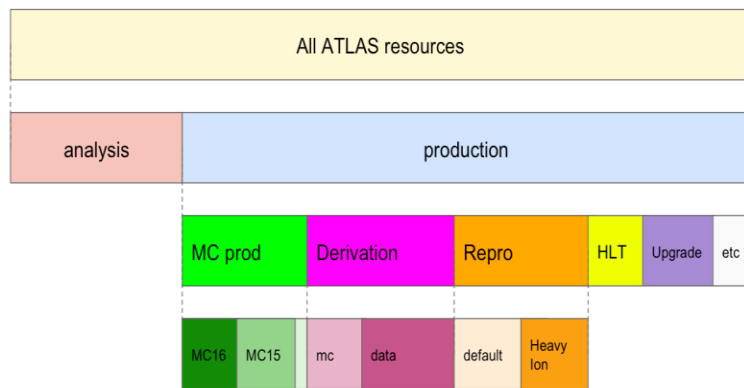 All ATLAS resources
analysis
production
MC prod
Derivation
Repro
HLT
Upgrade
etc
MC16
MC15
mc
data
default
Heavy
Ion